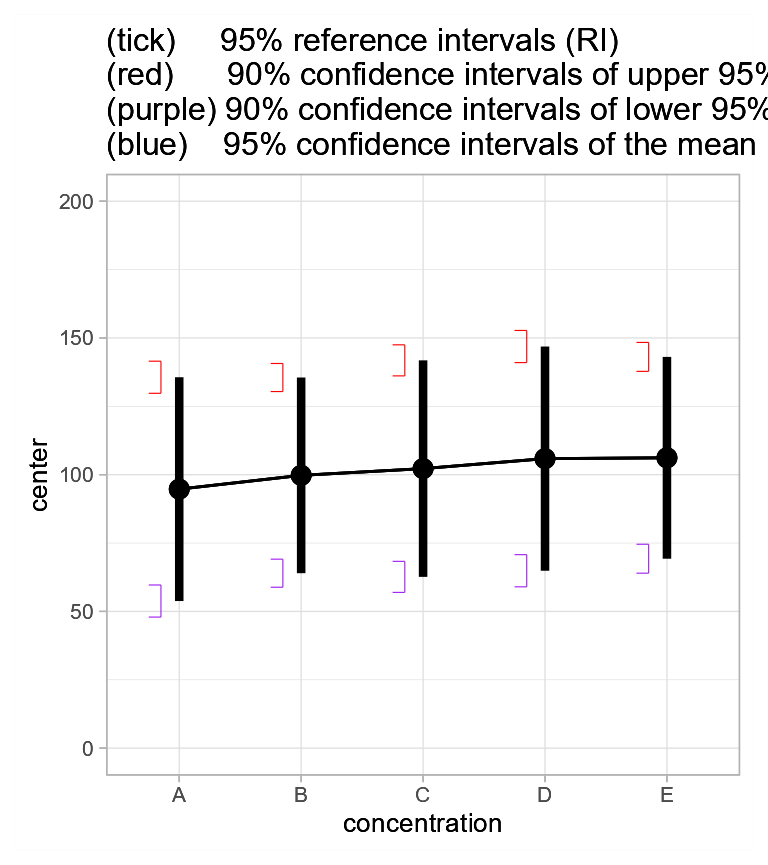 (tick) 95% reference intervals (RI)
(red) 90% confidence intervals of upper 95%
(purple) 90% confidence intervals of lower 95%
(blue) 95% confidence intervals of the mean
200
150
100
50
0
center
A B C D E
concentration